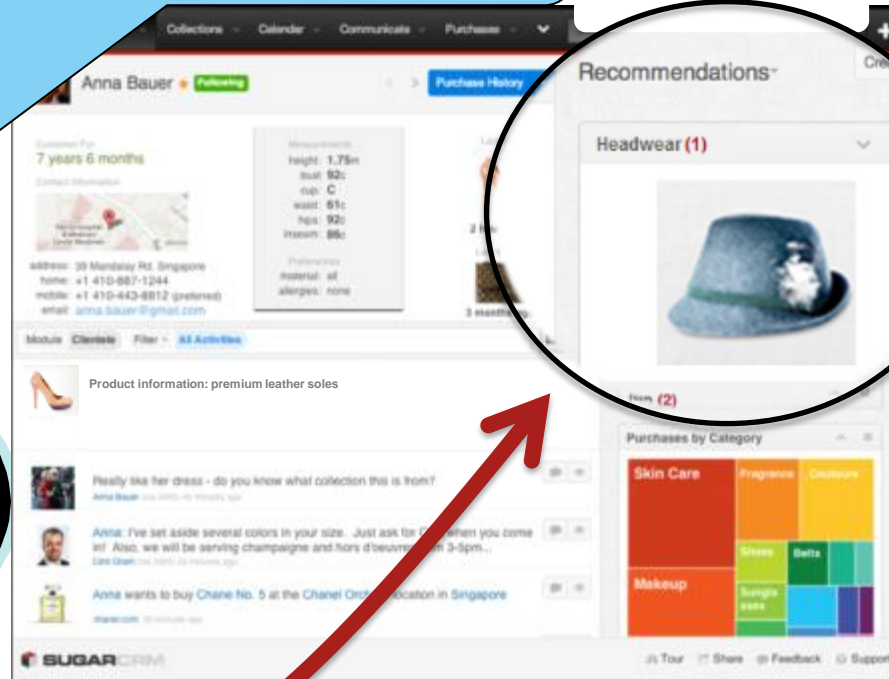 Collections Calendar Communicate Purchases
Anna Bauer Following
Purchase History
Recommendations
Customer For
7 years 6 months
Contact Information
address: 39 Mandalay Rd. Singapore
home: +1 410-887-1244
mobile: +1 410-443-8812 (preferred)
email: anna.bauer@gmail.com
Measurements
height: 1.75m
bust: 92c
cup: C
waist: 61c
hips: 92c
inseam: 86c
Preferences
material: all
allergies: none
Headwear (1)
Module Clientele Filter All Activities
(2)
Product information: premium leather soles
Really like her dress - do you know what collection this is from?
Anna Bauer
Anna: I've set aside several colors in your size. Just ask for when you come
in! Also, we will be serving champaigne and hors d'oeuvres 3-5pm...
Anna wants to buy Chane No. 5 at the Chanel location in Singapore
Purchases by Category
Skin Care
Fragrance
Couture
Makeup
Shoes
Belts
Sunglasses
SUGARCRM
Tour Share Feedback Support